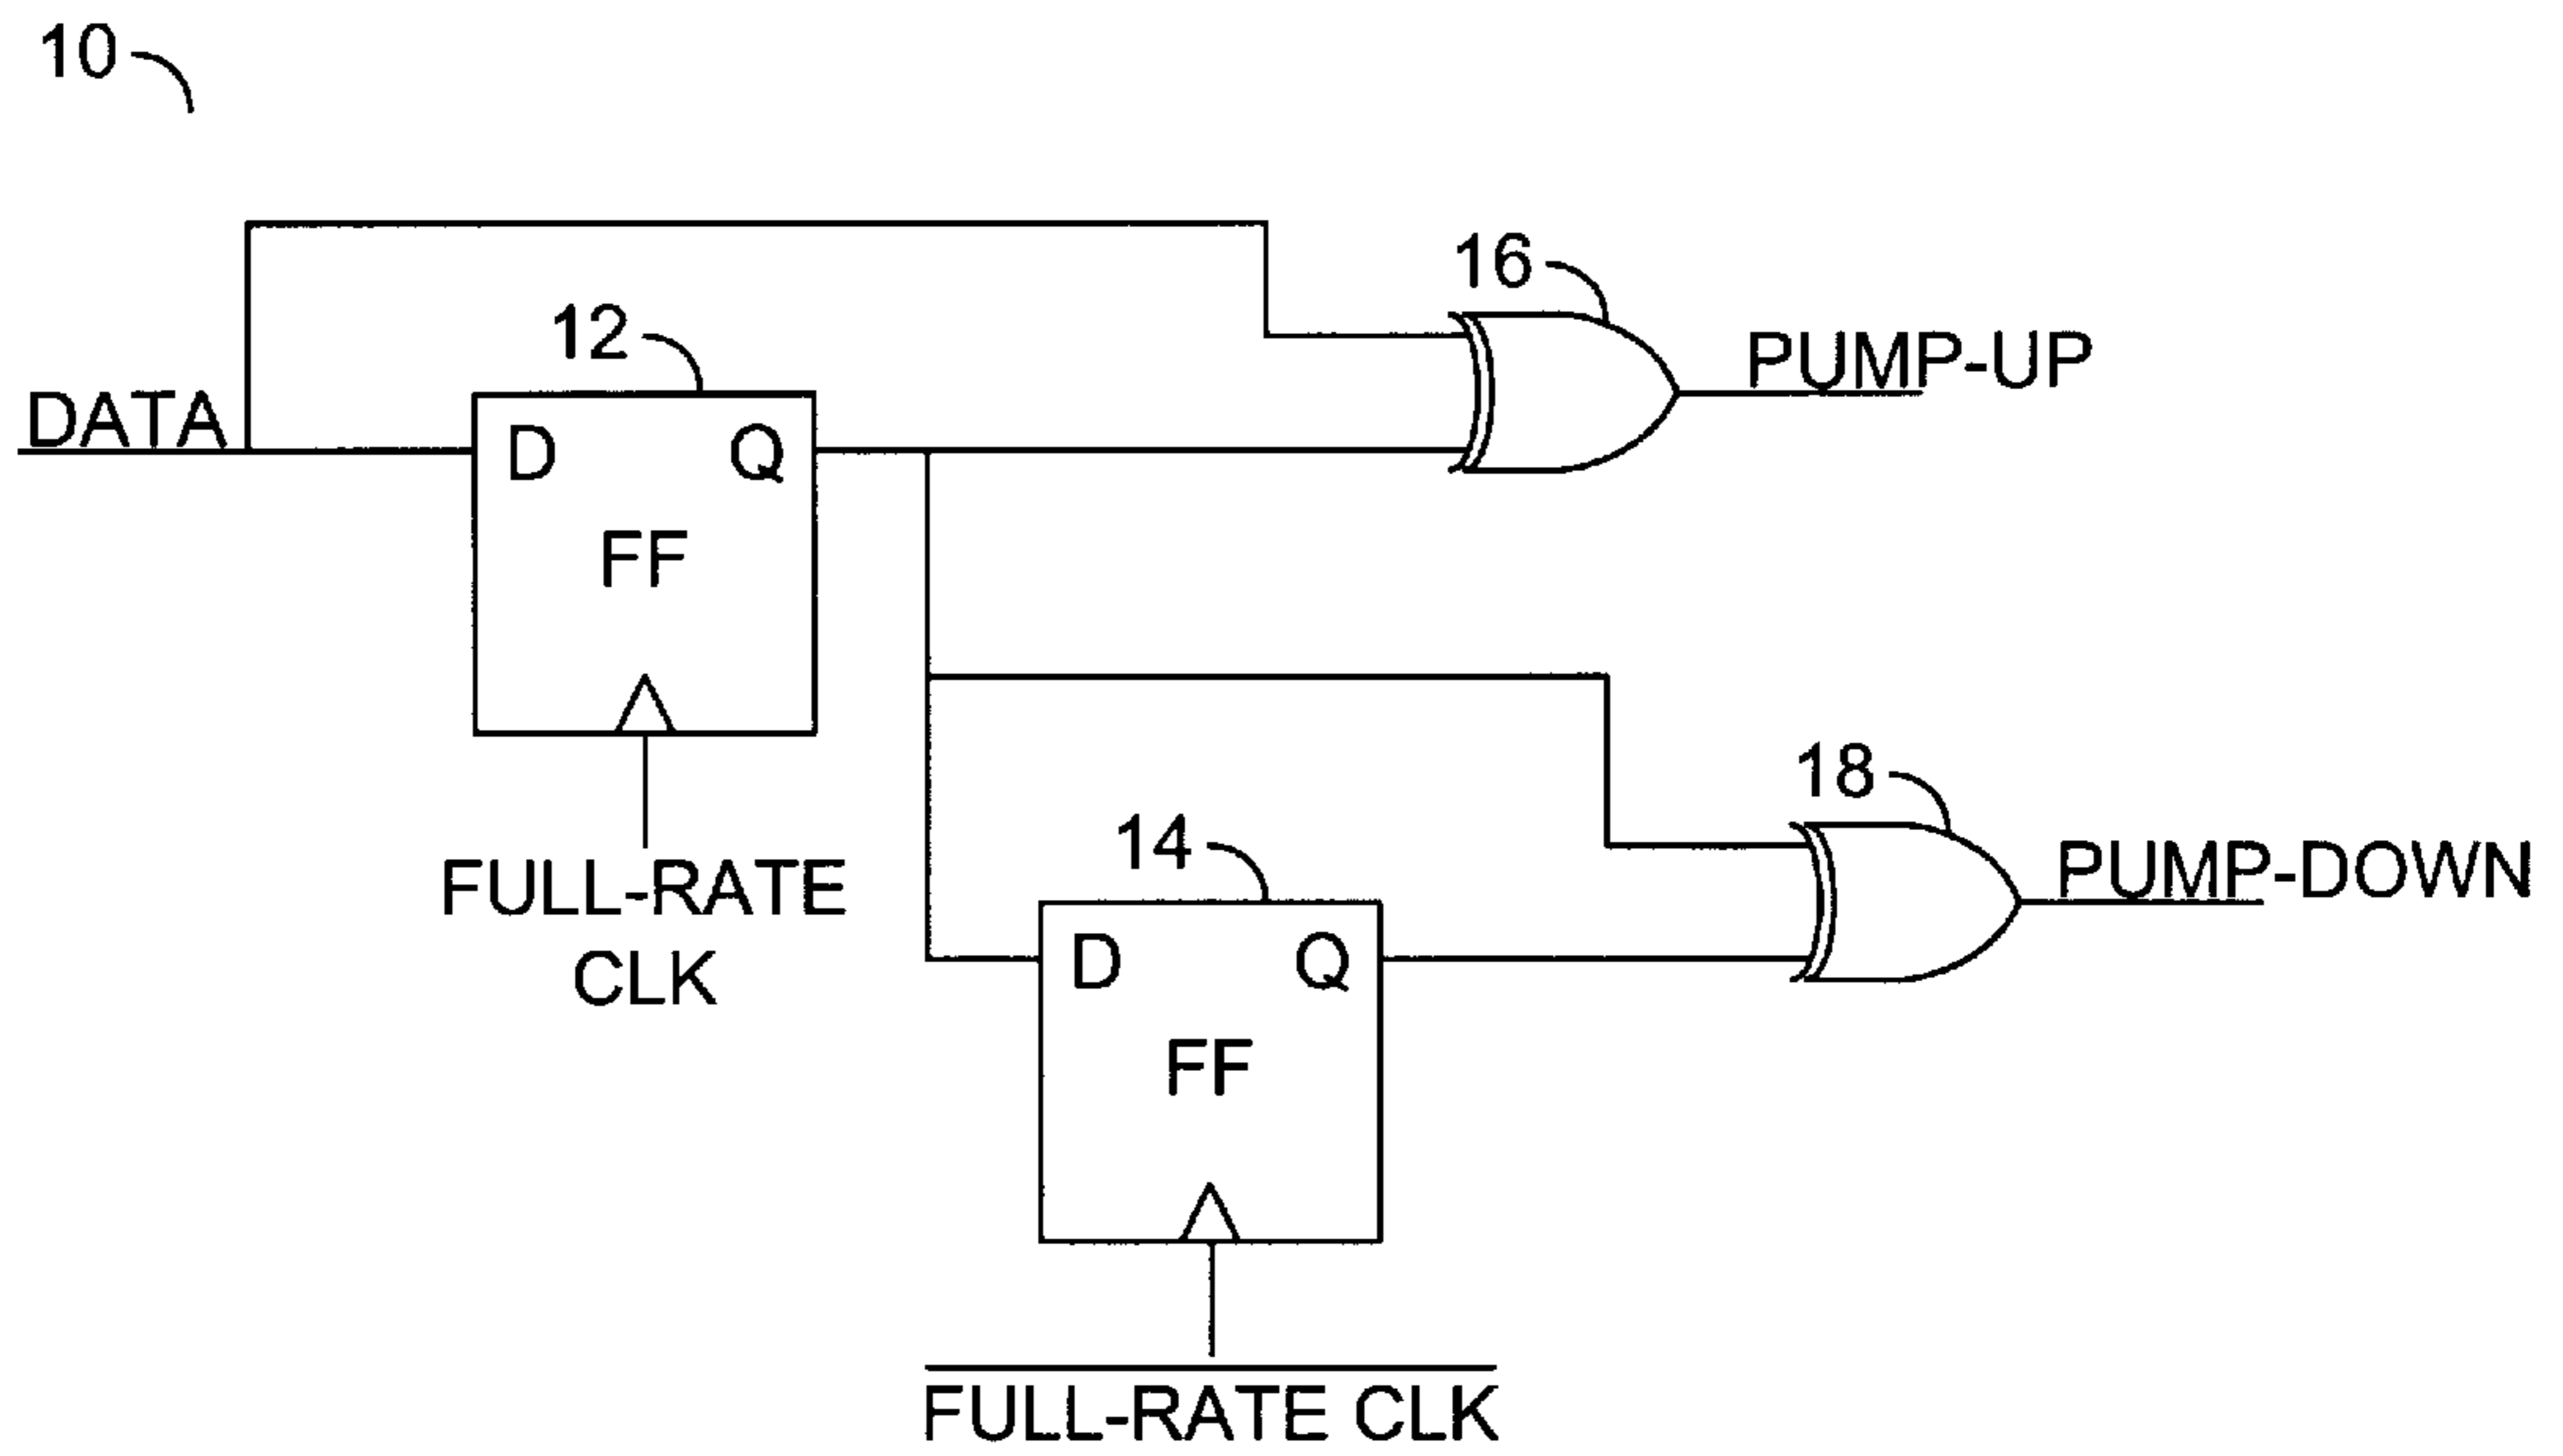 10
16
PUMP-UP
12
DATA
D
Q
FF
18
PUMP-DOWN
FULL-RATE
CLK
14
D
Q
FF
FULL-RATE CLK